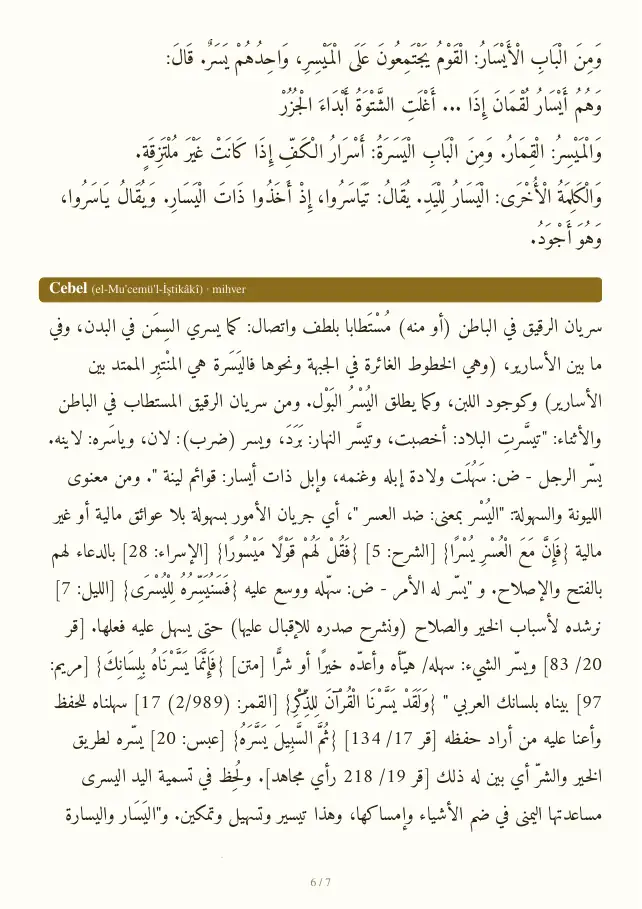 وَمِنَ الْبَابِ الْأَيْسَارُ: الْقَوْمُ يَجْتَمِعُونَ عَلَى الْمَيْسِرِ، وَاحِدُهُمْ يَسَرٌ. قَالَ:
وَهُمُ أَيْسَارُ لُقْمَانَ إِذَا ... أَغْلَتِ الشَّتْوَةُ أَبْدَاءَ الْجُزُرْ
وَالْمَيْسِرُ: الْقِمَارُ. وَمِنَ الْبَابِ الْيَسَرَةُ: أَسْرَارُ الْكَفِّ إِذَا كَانَتْ غَيْرَ مُلْتَزِقَةٍ.
وَالْكَلِمَةُ الْأُخْرَى: الْيَسَارُ لِلْيَدِ. يُقَالُ: تَيَاسَرُوا، إِذْ أَخَذُوا ذَاتَ الْيَسَارِ. وَيُقَالُ يَاسَرُوا،
وَهُوَ أَجْوَدُ.
Cebel (el-Mu'cemü'l-İştikâkî) · mihver
سريان الرقيق في الباطن (أو منه) مُسْتَطابا بلطف واتصال: كما يسري السِمَن في البدن، وفي
ما بين الأسارير، (وهي الخطوط الغائرة في الجبهة ونحوها فاليَسَرة هي المنْتبِر الممتد بين
الأسارير) وكوجود اللبن، وكما يطلق اليُسْرُ البَوْل. ومن سريان الرقيق المستطاب في الباطن
والأثناء: "تيسَّرتِ البلاد: أخصبت، وتيسَّر النهار: بَرَدَ، ويسر (ضرب): لان، وياسَره: لاينه.
يسّر الرجل - ض: سَهُلَت ولادة إبله وغنمه، وإبل ذات أيسار: قوائم لينة ". ومن معنوى
الليونة والسهولة: "اليُسْر بمعنى: ضد العسر "، أي جريان الأمور بسهولة بلا عوائق مالية أو غير
مالية {فَإِنَّ مَعَ الْعُسْرِ يُسْرًا} [الشرح: 5] {فَقُلْ لَهُمْ قَوْلًا مَيْسُورًا} [الإسراء: 28] بالدعاء لهم
بالفتح والإصلاح. و "يسّر له الأمر - ض: سهّله ووسع عليه {فَسَنُيَسِّرُهُ لِلْيُسْرَى} [الليل: 7]
نرشده لأسباب الخير والصلاح (ونشرح صدره للإقبال عليها) حتى يسهل عليه فعلها. [قر
20/ 83] ويسّر الشيء: سهله/ هيّأه وأعدّه خيرًا أو شرًّا [متن] {فَإِنَّمَا يَسَّرْنَاهُ بِلِسَانِكَ} [مريم:
97] بيناه بلسانك العربي " {وَلَقَدْ يَسَّرْنَا الْقُرْآنَ لِلذِّكْرِ} [القمر: (2/989) 17] سهلناه للحفظ
وأعنا عليه من أراد حفظه [قر 17/ 134] {ثُمَّ السَّبِيلَ يَسَّرَهُ} [عبس: 20] يسّره لطريق
الخير والشرّ أي بين له ذلك [قر 19/ 218 رأي مجاهد]. ولُحِظ في تسمية اليد اليسرى
مساعدتها اليمنى في ضم الأشياء وإمساكها، وهذا تيسير وتسهيل وتمكين. و"اليَسَار واليسارة
6 / 7